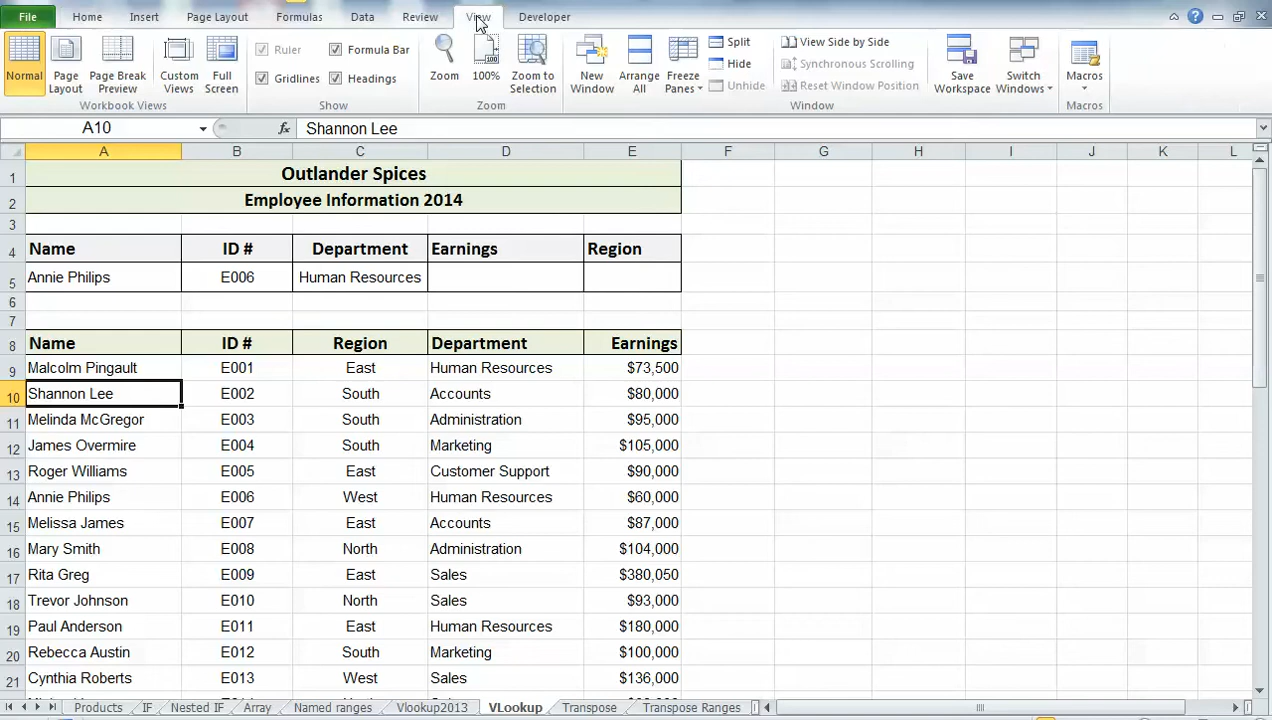 File Home Insert Page Layout Formulas Data Review View Developer
Normal Page Layout Page Break Preview Custom Views Full Screen
Ruler Formula Bar
Gridlines Headings
Zoom 100% Zoom to Selection
New Window Arrange All Freeze Panes
Split
Hide
Unhide
View Side by Side
Synchronous Scrolling
Reset Window Position
Save Workspace Switch Windows Macros
Workbook Views Show Zoom Window Macros
A10 fx Shannon Lee
A B C D E F G H I J K L
1 Outlander Spices
2 Employee Information 2014
3
4 Name ID # Department Earnings Region
5 Annie Philips E006 Human Resources
6
7
8 Name ID # Region Department Earnings
9 Malcolm Pingault E001 East Human Resources $73,500
10 Shannon Lee E002 South Accounts $80,000
11 Melinda McGregor E003 South Administration $95,000
12 James Overmire E004 South Marketing $105,000
13 Roger Williams E005 East Customer Support $90,000
14 Annie Philips E006 West Human Resources $60,000
15 Melissa James E007 East Accounts $87,000
16 Mary Smith E008 North Administration $104,000
17 Rita Greg E009 East Sales $380,050
18 Trevor Johnson E010 North Sales $93,000
19 Paul Anderson E011 East Human Resources $180,000
20 Rebecca Austin E012 South Marketing $100,000
21 Cynthia Roberts E013 West Sales $136,000
Products IF Nested IF Array Named ranges Vlookup2013 VLookup Transpose Transpose Ranges